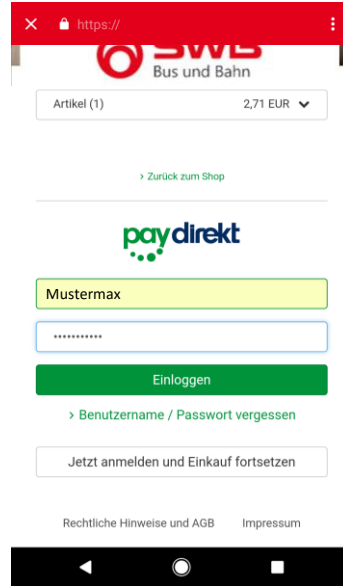 https://
SWB
Bus und Bahn
Artikel (1) 2,71 EUR
› Zurück zum Shop
paydirekt
Mustermax
•••••••••••
Einloggen
› Benutzername / Passwort vergessen
Jetzt anmelden und Einkauf fortsetzen
Rechtliche Hinweise und AGB Impressum